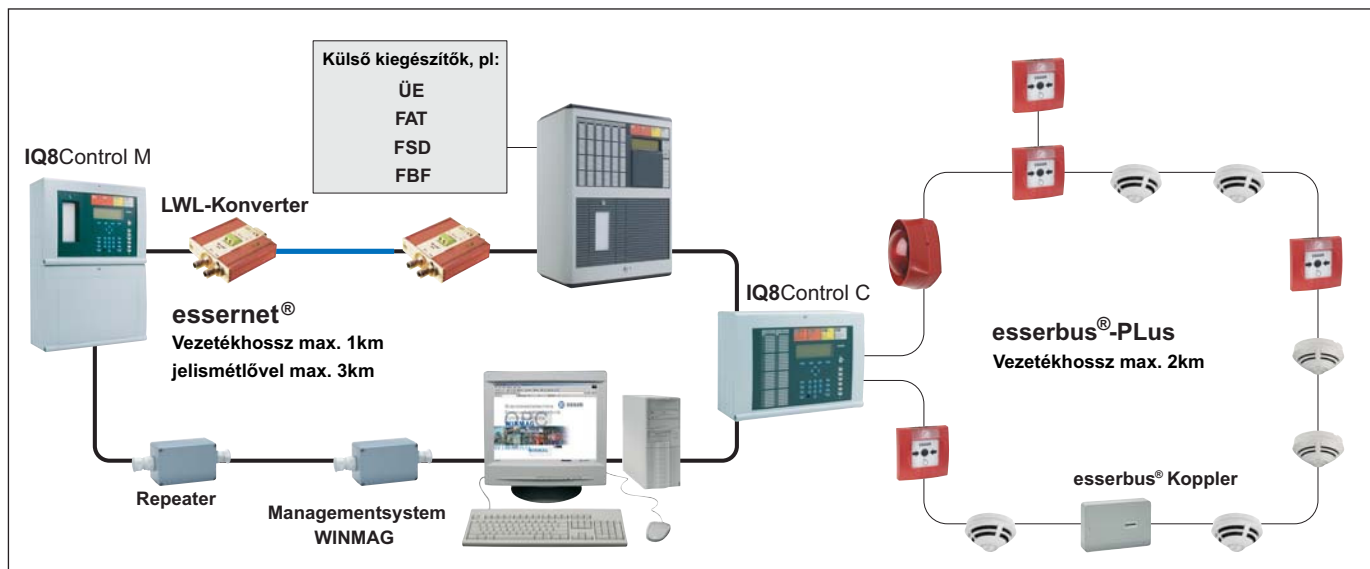 Külső kiegészítők, pl:
ÜE
FAT
FSD
FBF
IQ8Control M
LWL-Konverter
essernet®
Vezetékhossz max. 1km
jelismétlővel max. 3km
Repeater
Managementsystem
WINMAG
IQ8Control C
esserbus®-PLus
Vezetékhossz max. 2km
esserbus® Koppler